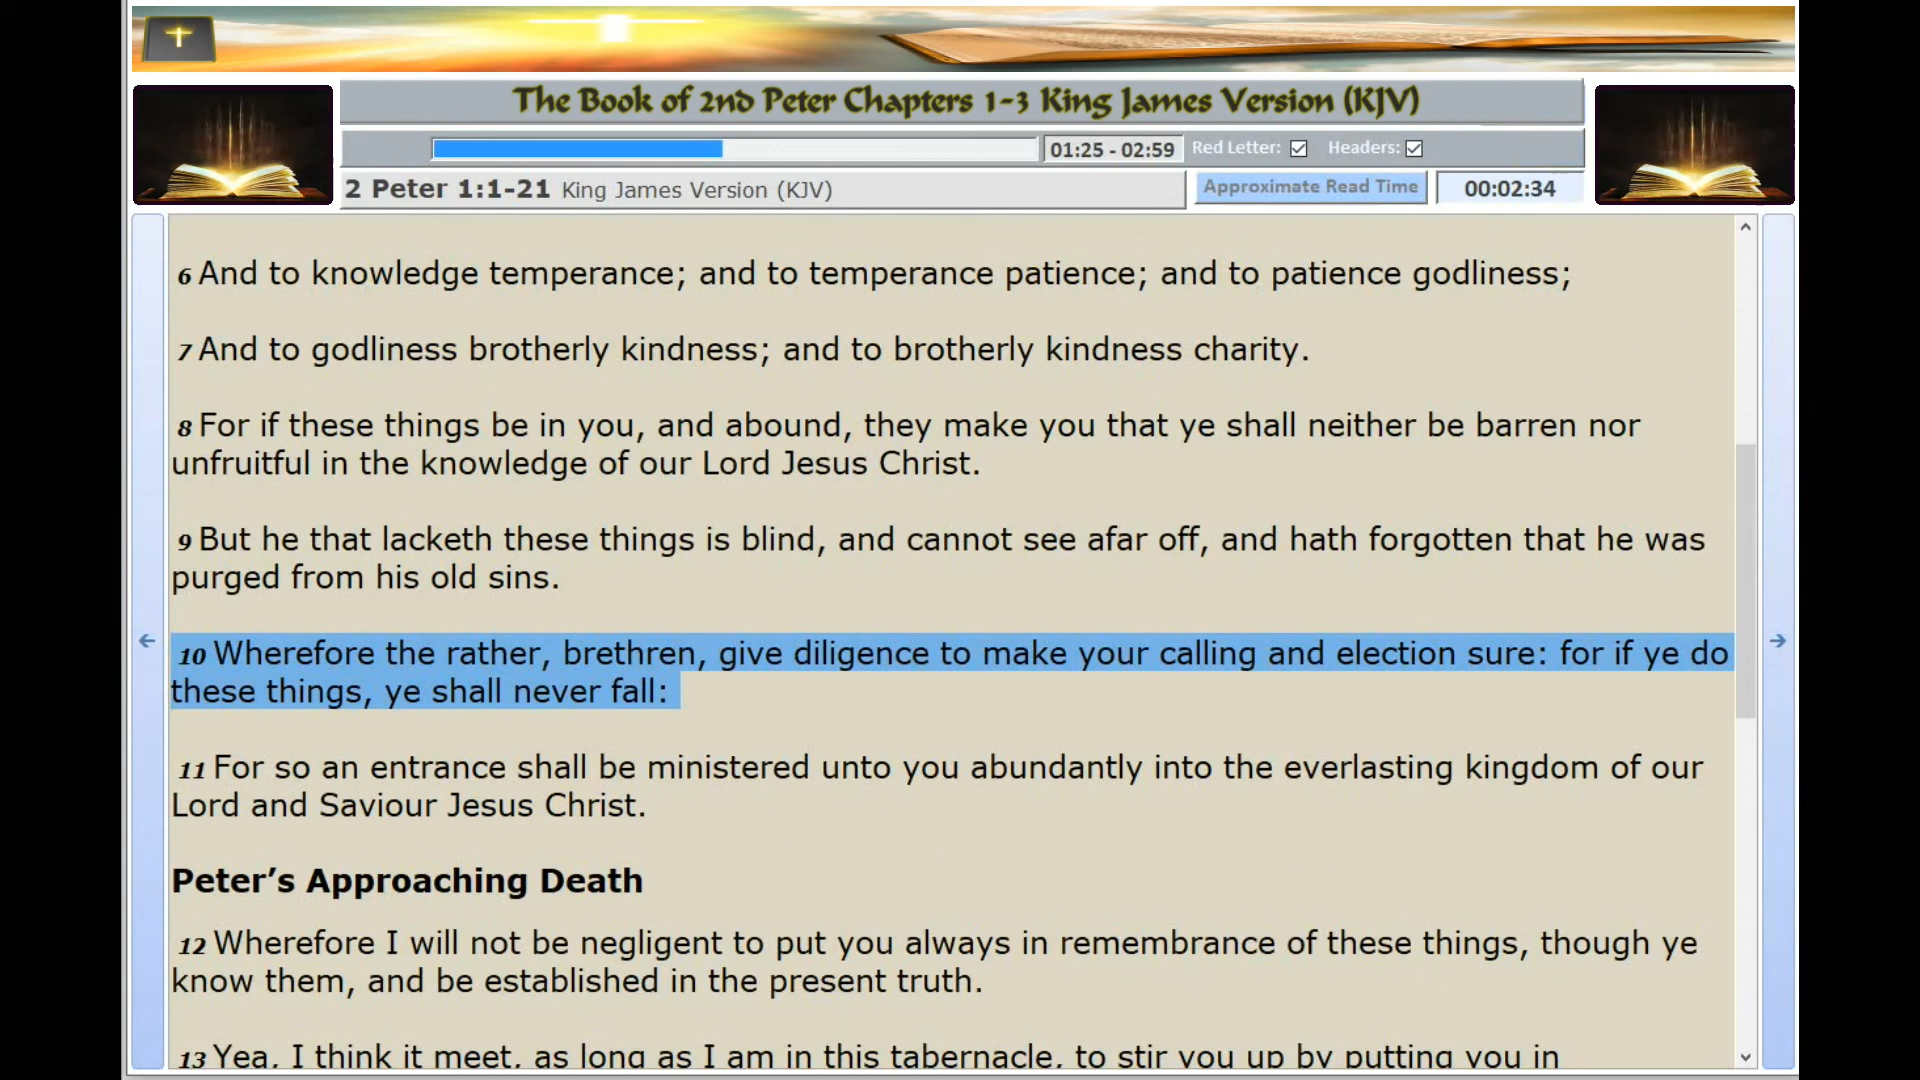 The Book of 2nd Peter Chapters 1-3 King James Version (KJV)
01:25 - 02:59 Red Letter: Headers:
2 Peter 1:1-21 King James Version (KJV) Approximate Read Time 00:02:34
6 And to knowledge temperance; and to temperance patience; and to patience godliness;
7 And to godliness brotherly kindness; and to brotherly kindness charity.
8 For if these things be in you, and abound, they make you that ye shall neither be barren nor
unfruitful in the knowledge of our Lord Jesus Christ.
9 But he that lacketh these things is blind, and cannot see afar off, and hath forgotten that he was
purged from his old sins.
10 Wherefore the rather, brethren, give diligence to make your calling and election sure: for if ye do
these things, ye shall never fall:
11 For so an entrance shall be ministered unto you abundantly into the everlasting kingdom of our
Lord and Saviour Jesus Christ.
Peter’s Approaching Death
12 Wherefore I will not be negligent to put you always in remembrance of these things, though ye
know them, and be established in the present truth.
13 Yea, I think it meet, as long as I am in this tabernacle, to stir you up by putting you in